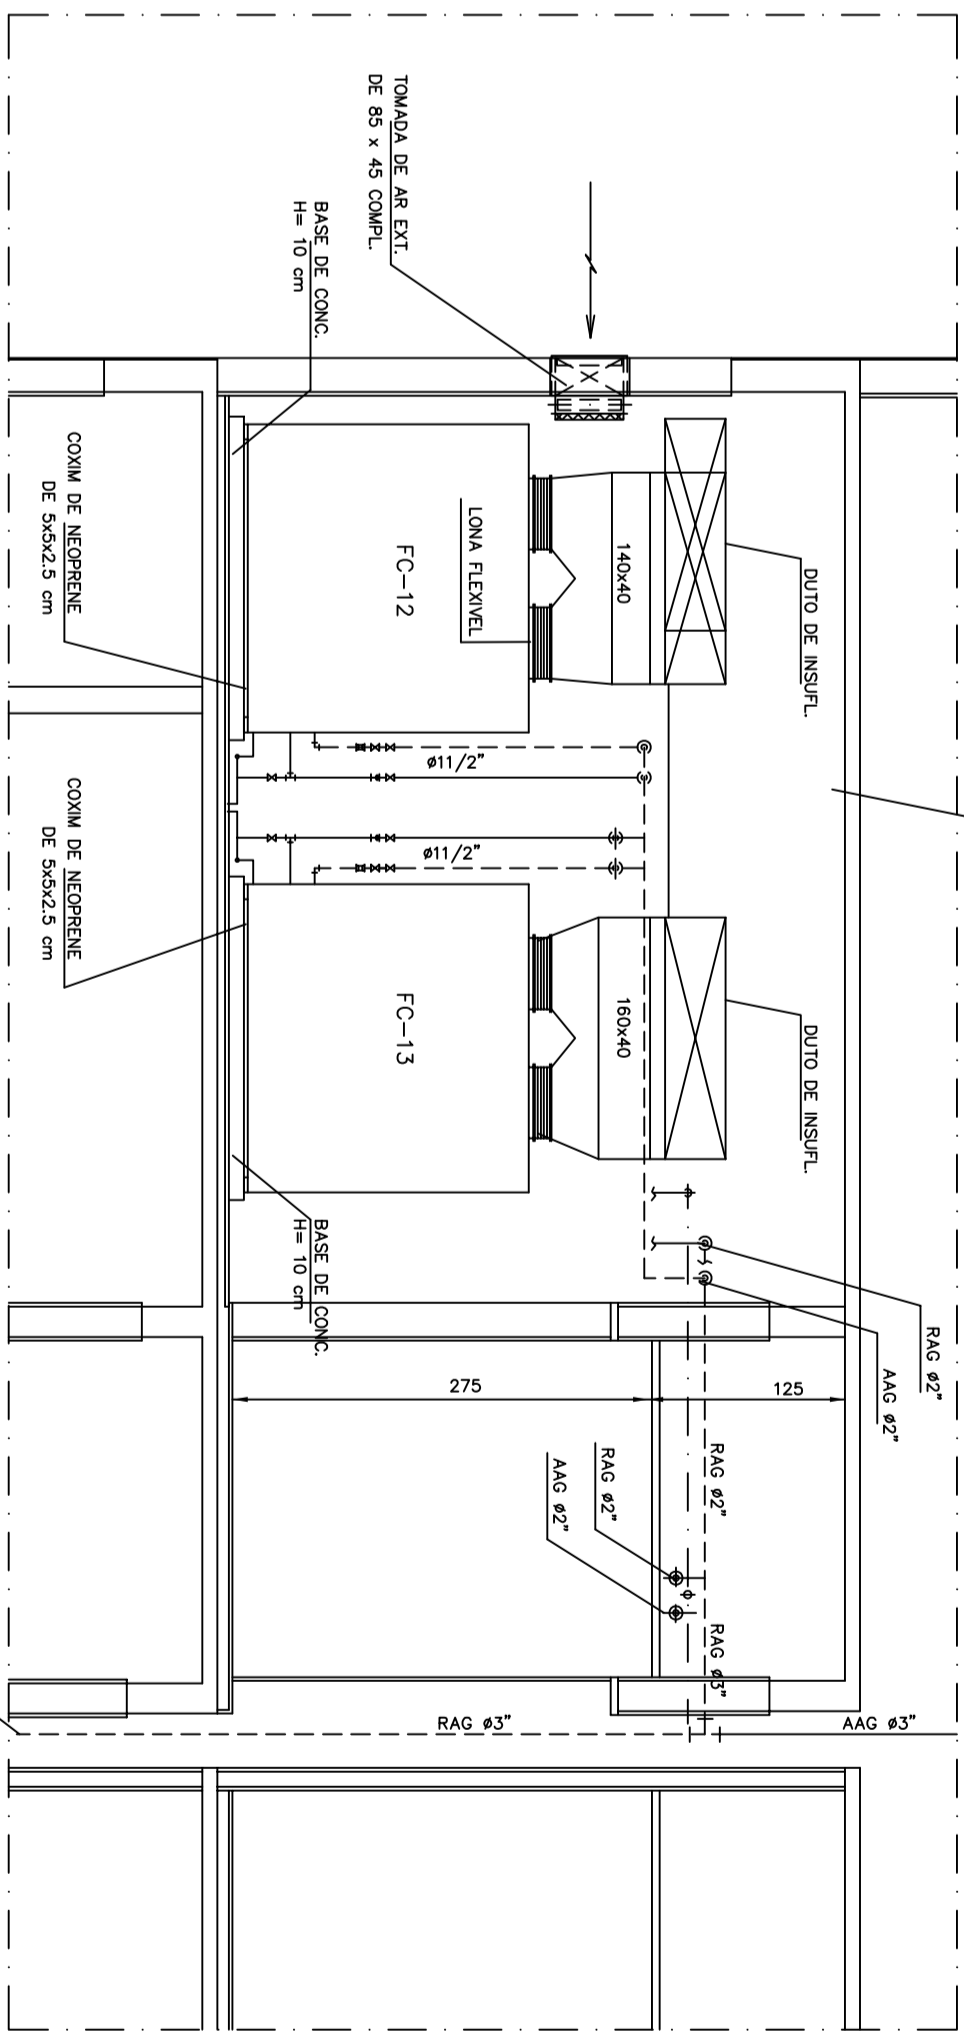 TOMADA DE AR EXT.
DE 85 x 45 COMPL.
BASE DE CONC.
H= 10 cm
COXIM DE NEOPRENE
DE 5x5x2.5 cm
FC-12
LONA FLEXIVEL
140x40
DUTO DE INSUFL.
ø11/2"
ø11/2"
COXIM DE NEOPRENE
DE 5x5x2.5 cm
FC-13
160x40
DUTO DE INSUFL.
BASE DE CONC.
H= 10 cm
RAG ø2"
AAG ø2"
275
125
RAG ø2"
AAG ø2"
RAG ø2"
RAG ø3"
RAG ø3"
AAG ø3"